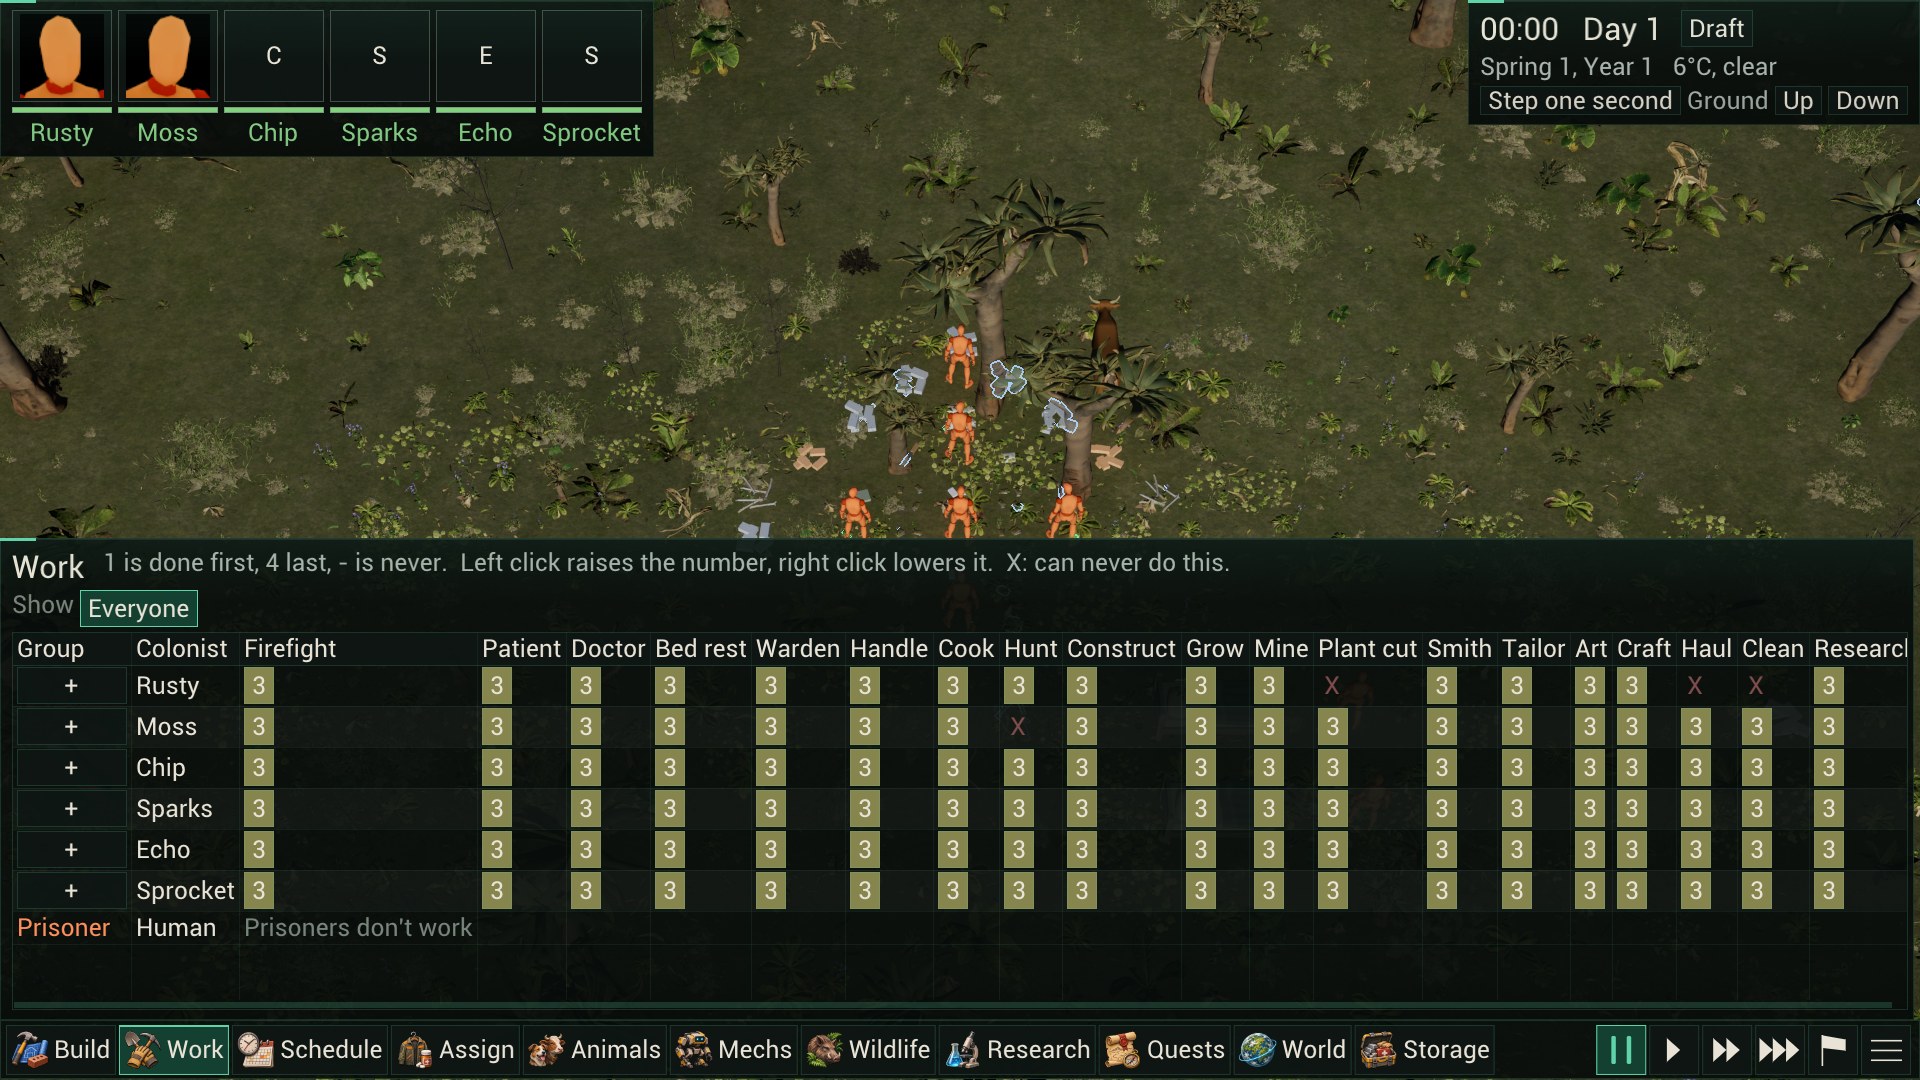 C
S
E
S
Rusty
Moss
Chip
Sparks
Echo
Sprocket
00:00 Day 1 Draft
Spring 1, Year 1 6°C, clear
Step one second Ground Up Down
Work 1 is done first, 4 last, - is never. Left click raises the number, right click lowers it. X: can never do this.
Show Everyone
Group Colonist Firefight Patient Doctor Bed rest Warden Handle Cook Hunt Construct Grow Mine Plant cut Smith Tailor Art Craft Haul Clean Research
+ Rusty 3 3 3 3 3 3 3 3 3 3 3 X 3 3 3 3 X X 3
+ Moss 3 3 3 3 3 3 3 X 3 3 3 3 3 3 3 3 3 3 3
+ Chip 3 3 3 3 3 3 3 3 3 3 3 3 3 3 3 3 3 3 3
+ Sparks 3 3 3 3 3 3 3 3 3 3 3 3 3 3 3 3 3 3 3
+ Echo 3 3 3 3 3 3 3 3 3 3 3 3 3 3 3 3 3 3 3
+ Sprocket 3 3 3 3 3 3 3 3 3 3 3 3 3 3 3 3 3 3 3
Prisoner Human Prisoners don't work
Build Work Schedule Assign Animals Mechs Wildlife Research Quests World Storage